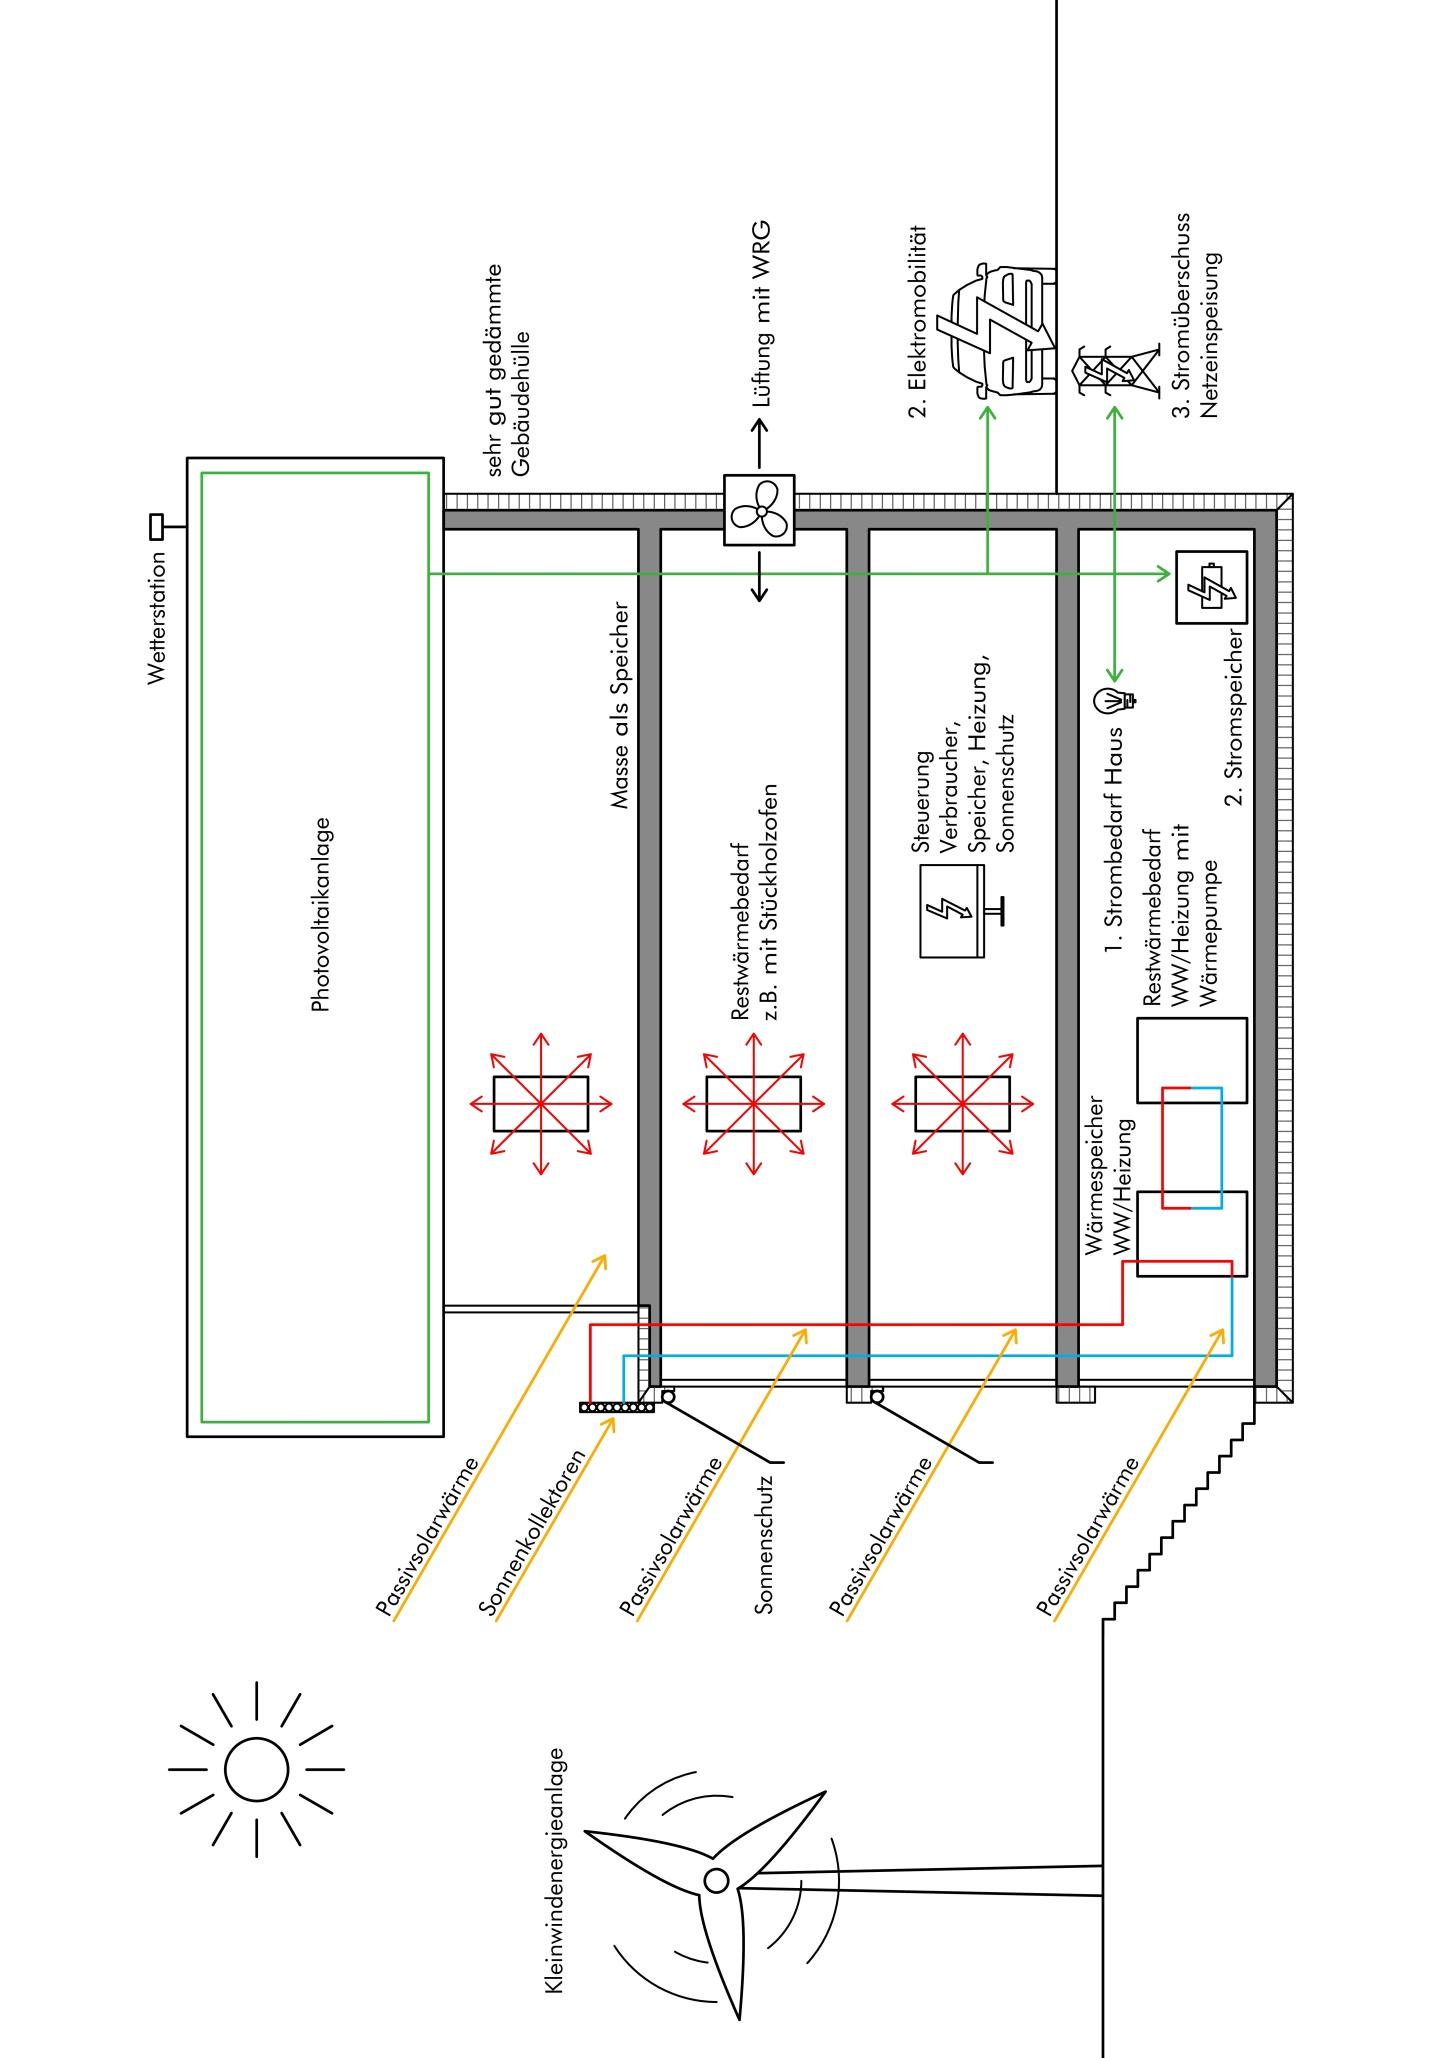 Wetterstation
Photovoltaikanlage
sehr gut gedämmte
Gebäudehülle
Masse als Speicher
Lüftung mit WRG
Restwärmebedarf
z.B. mit Stückholzofen
Steuerung
Verbraucher,
Speicher, Heizung,
Sonnenschutz
2. Elektromobilität
3. Stromüberschuss
Netzeinspeisung
1. Strombedarf Haus
2. Stromspeicher
Restwärmebedarf
WW/Heizung mit
Wärmepumpe
Wärmespeicher
WW/Heizung
Passivsolarwärme
Sonnenkollektoren
Passivsolarwärme
Sonnenschutz
Passivsolarwärme
Passivsolarwärme
Kleinwindenergieanlage